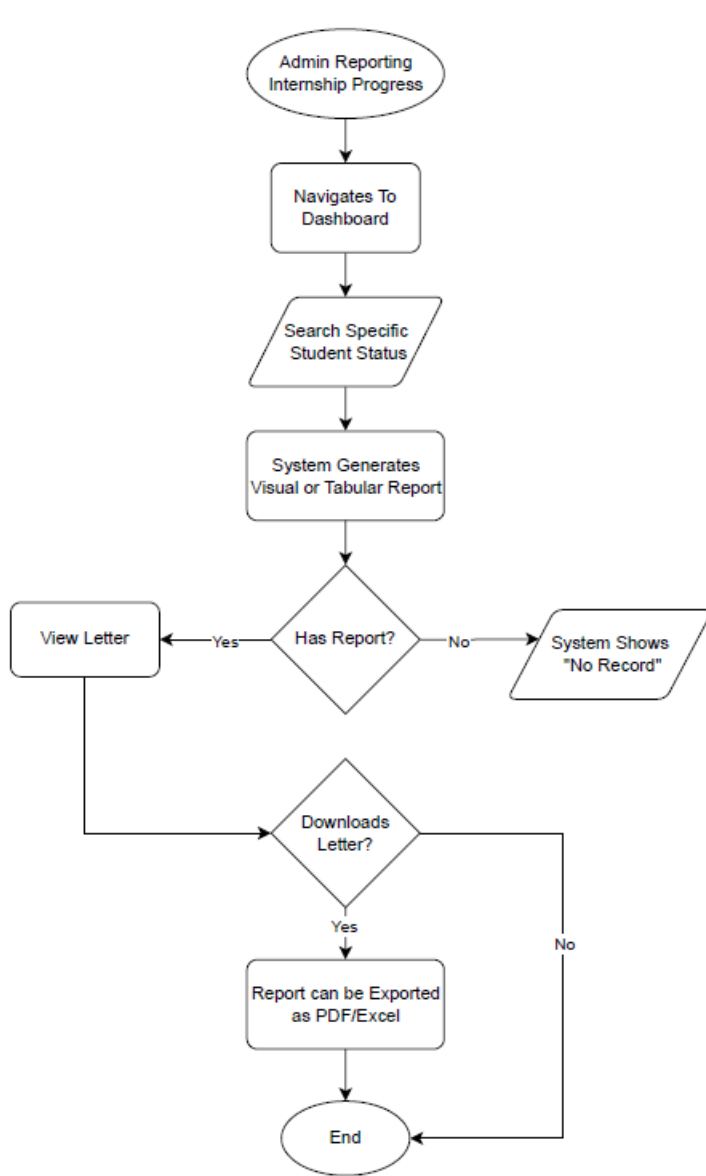 Admin Reporting
Internship Progress
Navigates To
Dashboard
Search Specific
Student Status
System Generates
Visual or Tabular Report
View Letter
Yes
Has Report?
No
System Shows
"No Record"
Downloads
Letter?
Yes
No
Report can be Exported
as PDF/Excel
End